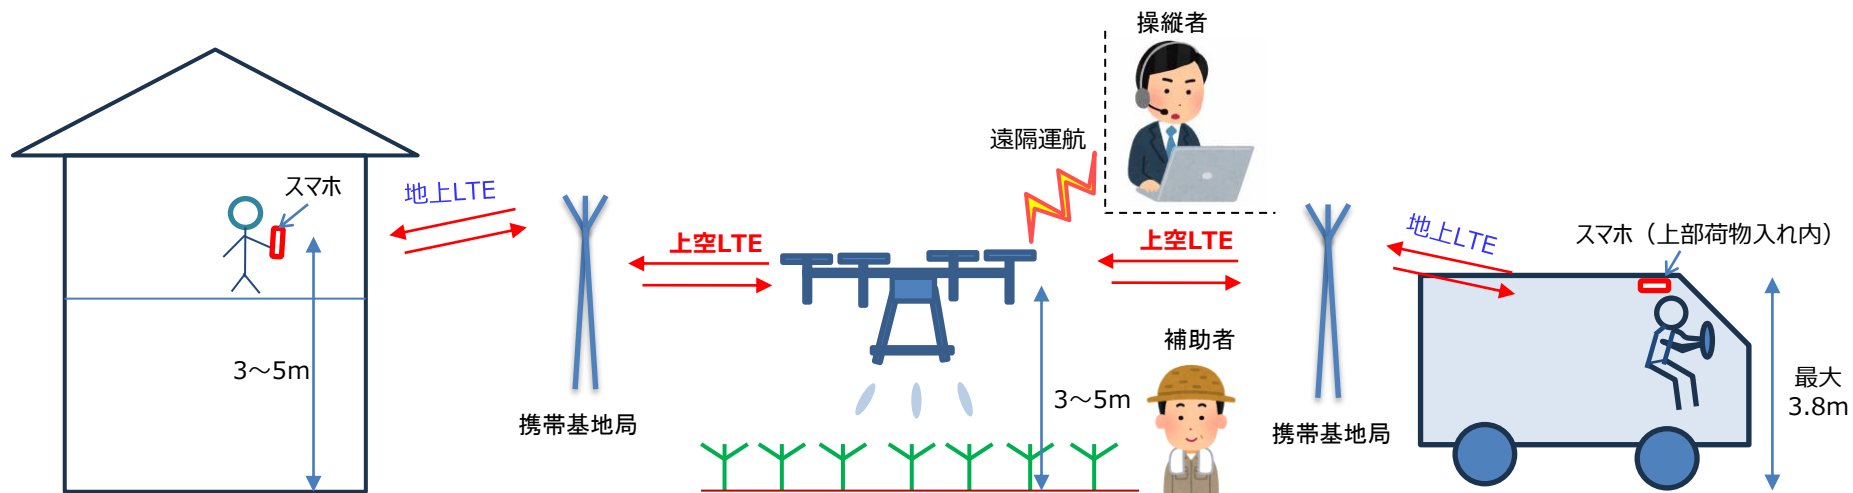 操縦者
遠隔運航
スマホ
地上LTE
上空LTE
上空LTE
地上LTE
スマホ（上部荷物入れ内）
3～5m
携帯基地局
3～5m
補助者
携帯基地局
最大
3.8m